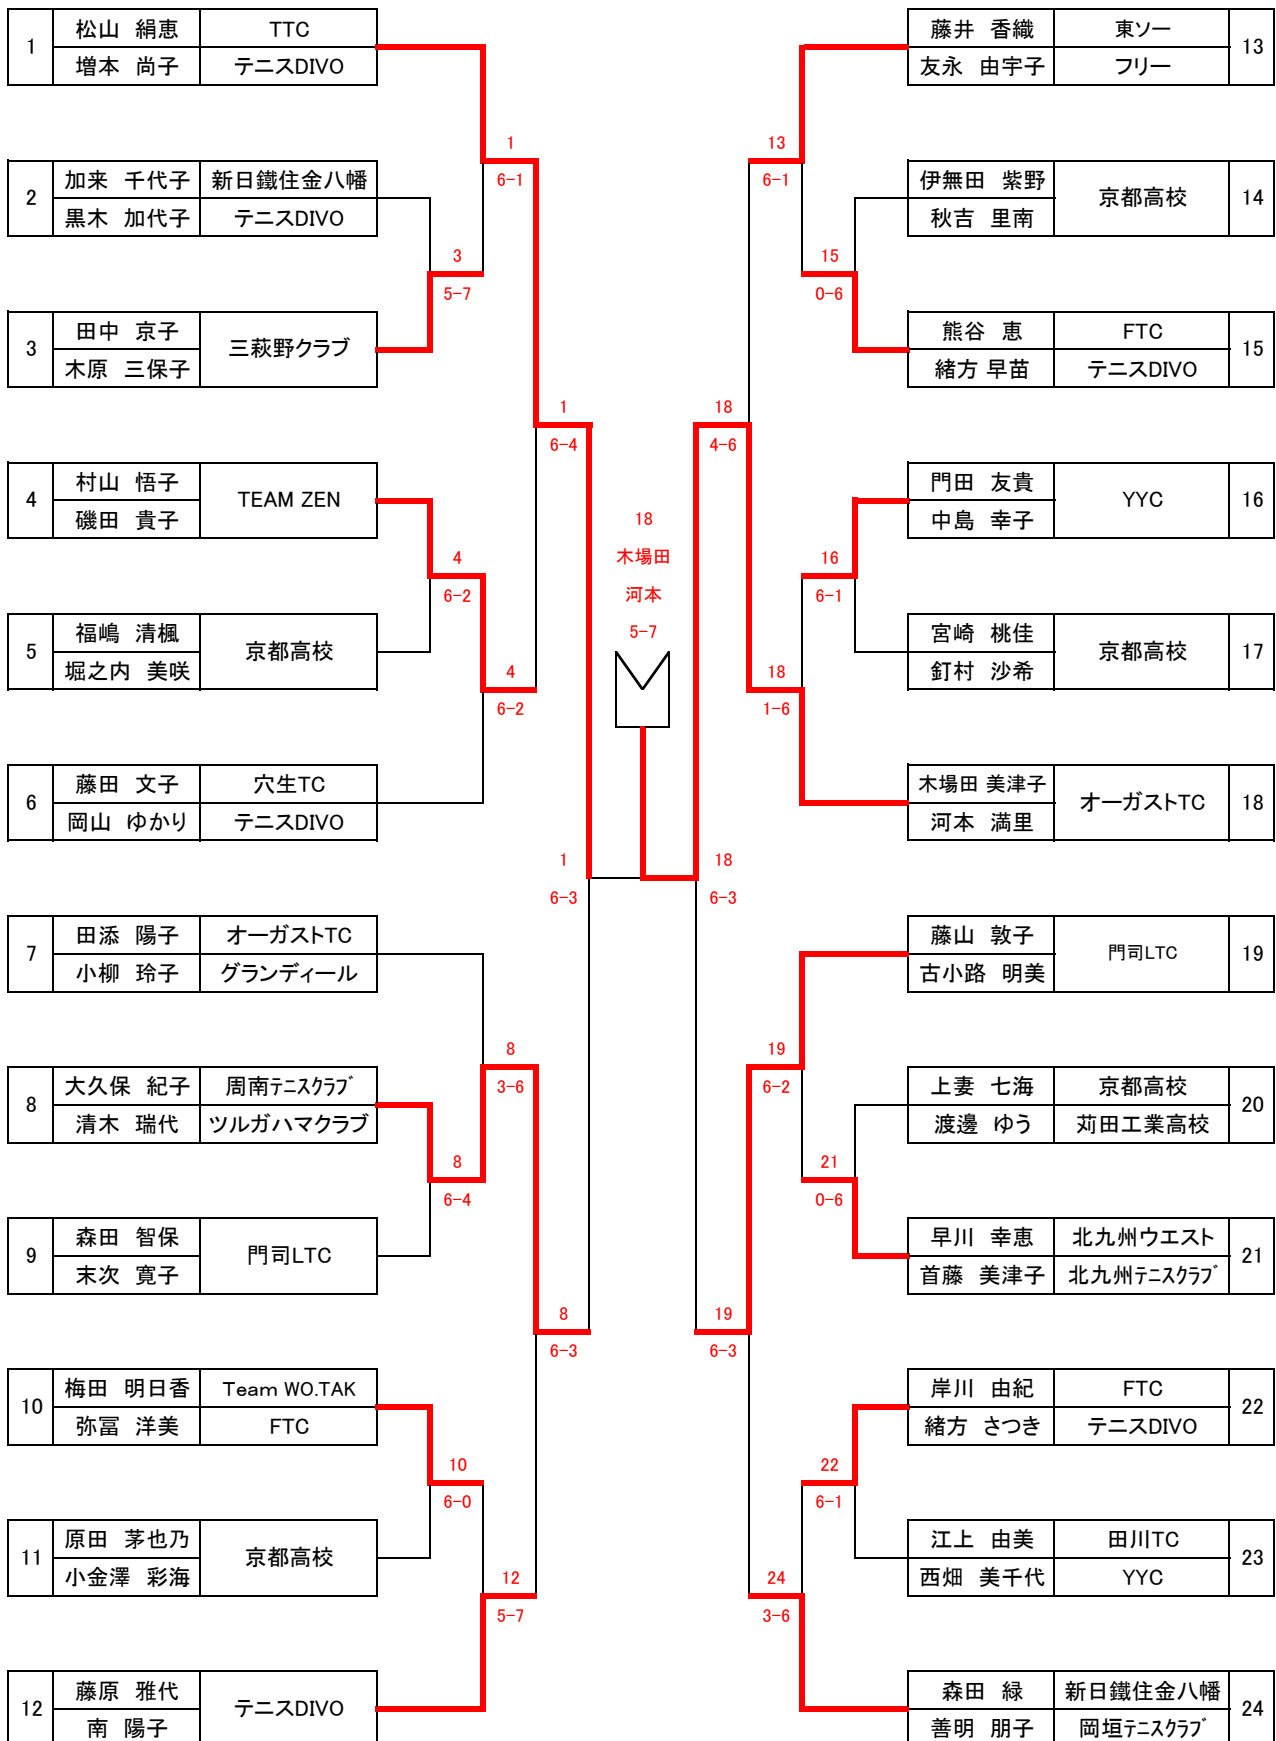 1
松山 絹恵 TTC
増本 尚子 テニスDIVO
2
加来 千代子 新日鐵住金八幡
黒木 加代子 テニスDIVO
3
田中 京子 三萩野クラブ
木原 三保子
4
村山 悟子 TEAM ZEN
磯田 貴子
5
福嶋 清楓 京都高校
堀之内 美咲
6
藤田 文子 穴生TC
岡山 ゆかり テニスDIVO
7
田添 陽子 オーガストTC
小柳 玲子 グランディール
8
大久保 紀子 周南テニスクラブ
清木 瑞代 ツルガハマクラブ
9
森田 智保 門司LTC
末次 寛子
10
梅田 明日香 Team WO.TAK
弥冨 洋美 FTC
11
原田 茅也乃 京都高校
小金澤 彩海
12
藤原 雅代 テニスDIVO
南 陽子
1
6-1
3
5-7
1
6-4
4
6-2
4
6-2
1
6-3
8
3-6
8
6-4
8
6-3
10
6-0
12
5-7
18
木場田
河本
5-7
13
6-1
15
0-6
18
4-6
16
6-1
18
1-6
18
6-3
19
6-2
21
0-6
19
6-3
22
6-1
24
3-6
藤井 香織 東ソー
友永 由宇子 フリー
13
伊無田 紫野 京都高校
秋吉 里南
14
熊谷 恵 FTC
緒方 早苗 テニスDIVO
15
門田 友貴 YYC
中島 幸子
16
宮崎 桃佳 京都高校
釘村 沙希
17
木場田 美津子 オーガストTC
河本 満里
18
藤山 敦子 門司LTC
古小路 明美
19
上妻 七海 京都高校
渡邊 ゆう 苅田工業高校
20
早川 幸恵 北九州ウエスト
首藤 美津子 北九州テニスクラブ
21
岸川 由紀 FTC
緒方 さつき テニスDIVO
22
江上 由美 田川TC
西畑 美千代 YYC
23
森田 緑 新日鐵住金八幡
善明 朋子 岡垣テニスクラブ
24